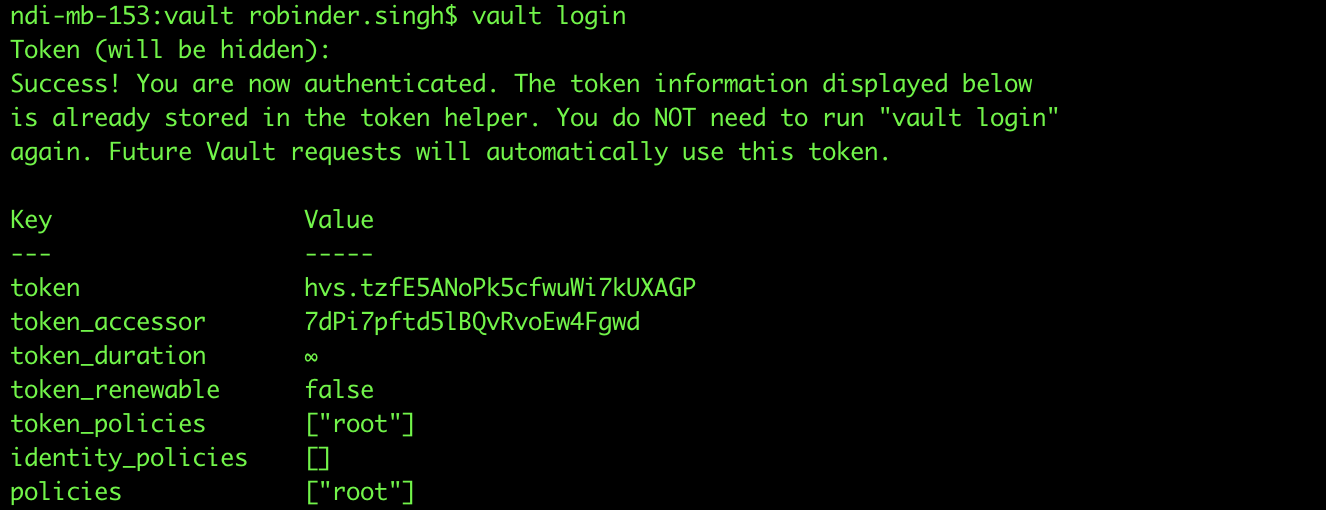 ndi-mb-153:vault robinder.singh$ vault login
Token (will be hidden):
Success! You are now authenticated. The token information displayed below
is already stored in the token helper. You do NOT need to run "vault login"
again. Future Vault requests will automatically use this token.
Key Value
--- -----
token hvs.tzfE5ANoPk5cfwuWi7kUXAGP
token_accessor 7dPi7pftd5lBQvRvoEw4Fgwd
token_duration ∞
token_renewable false
token_policies ["root"]
identity_policies []
policies ["root"]